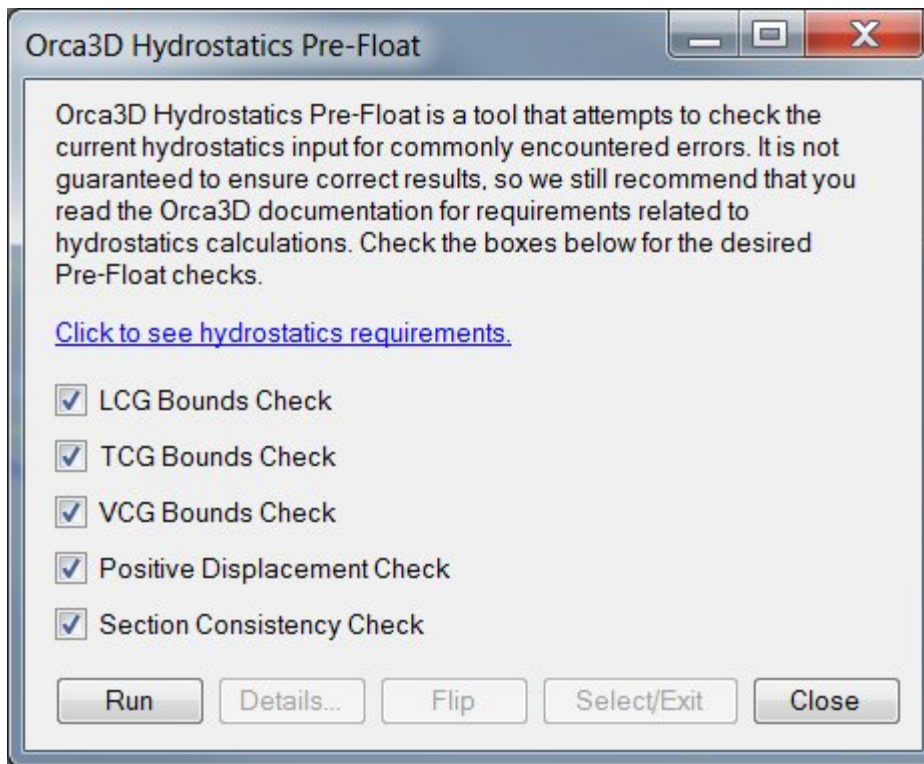 Orca3D Hydrostatics Pre-Float
Orca3D Hydrostatics Pre-Float is a tool that attempts to check the
current hydrostatics input for commonly encountered errors. It is not
guaranteed to ensure correct results, so we still recommend that you
read the Orca3D documentation for requirements related to
hydrostatics calculations. Check the boxes below for the desired
Pre-Float checks.
Click to see hydrostatics requirements.
LCG Bounds Check
TCG Bounds Check
VCG Bounds Check
Positive Displacement Check
Section Consistency Check
Run Details... Flip Select/Exit Close